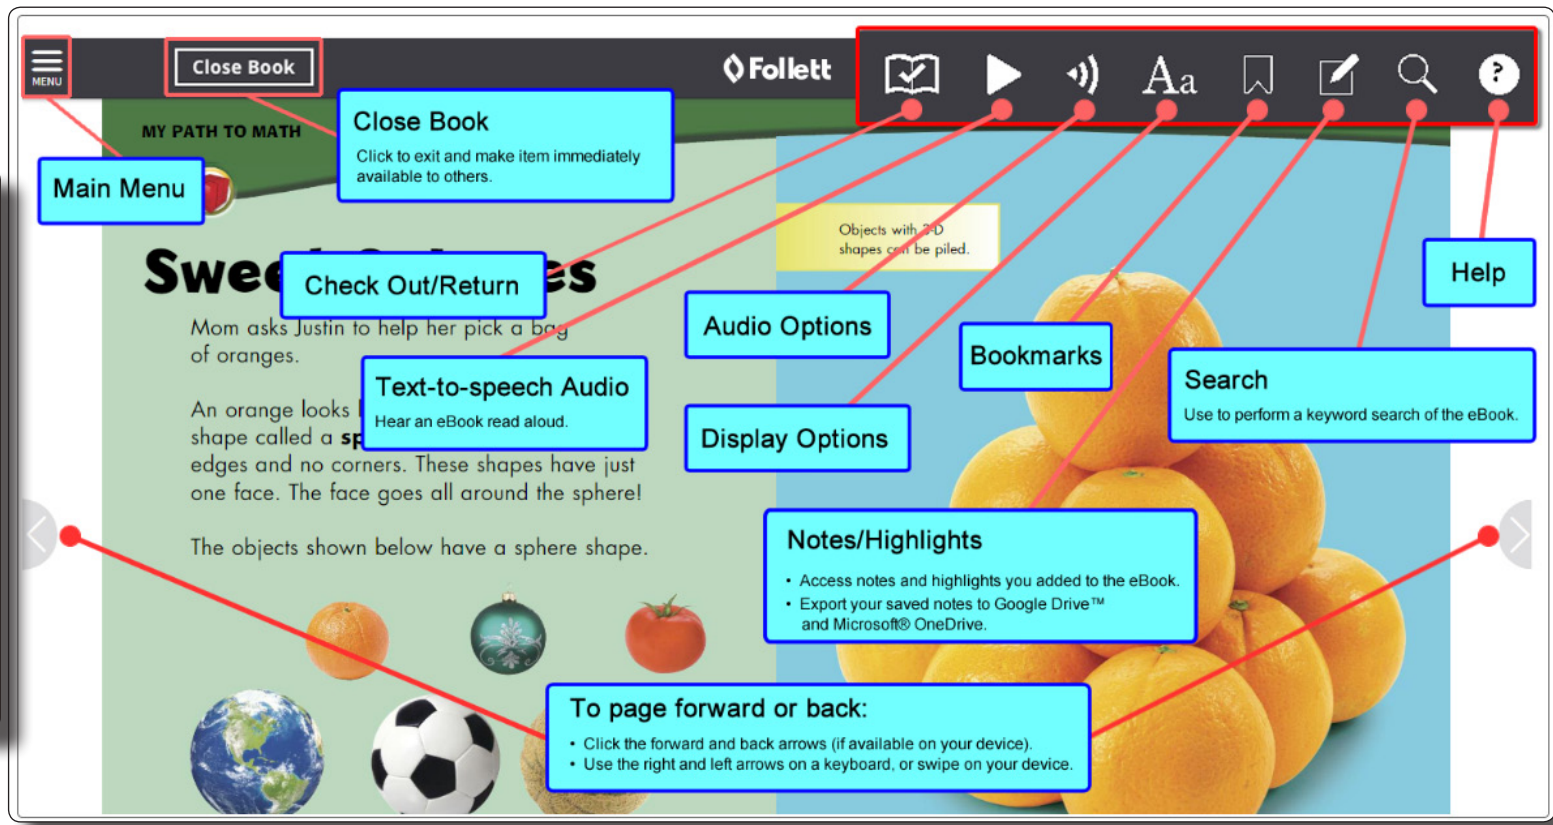 MENU
Close Book
Follett
Aa
?
MY PATH TO MATH
Close Book
Click to exit and make item immediately
available to others.
Main Menu
Objects with 3-D
shapes can be piled.
Swee
es
Check Out/Return
Help
Mom asks Justin to help her pick a bag
of oranges.
Audio Options
Bookmarks
Text-to-speech Audio
Hear an eBook read aloud.
Search
Use to perform a keyword search of the eBook.
An orange looks
shape called a sp
edges and no corners. These shapes have just
one face. The face goes all around the sphere!
Display Options
The objects shown below have a sphere shape.
Notes/Highlights
• Access notes and highlights you added to the eBook.
• Export your saved notes to Google Drive™
and Microsoft® OneDrive.
To page forward or back:
• Click the forward and back arrows (if available on your device).
• Use the right and left arrows on a keyboard, or swipe on your device.